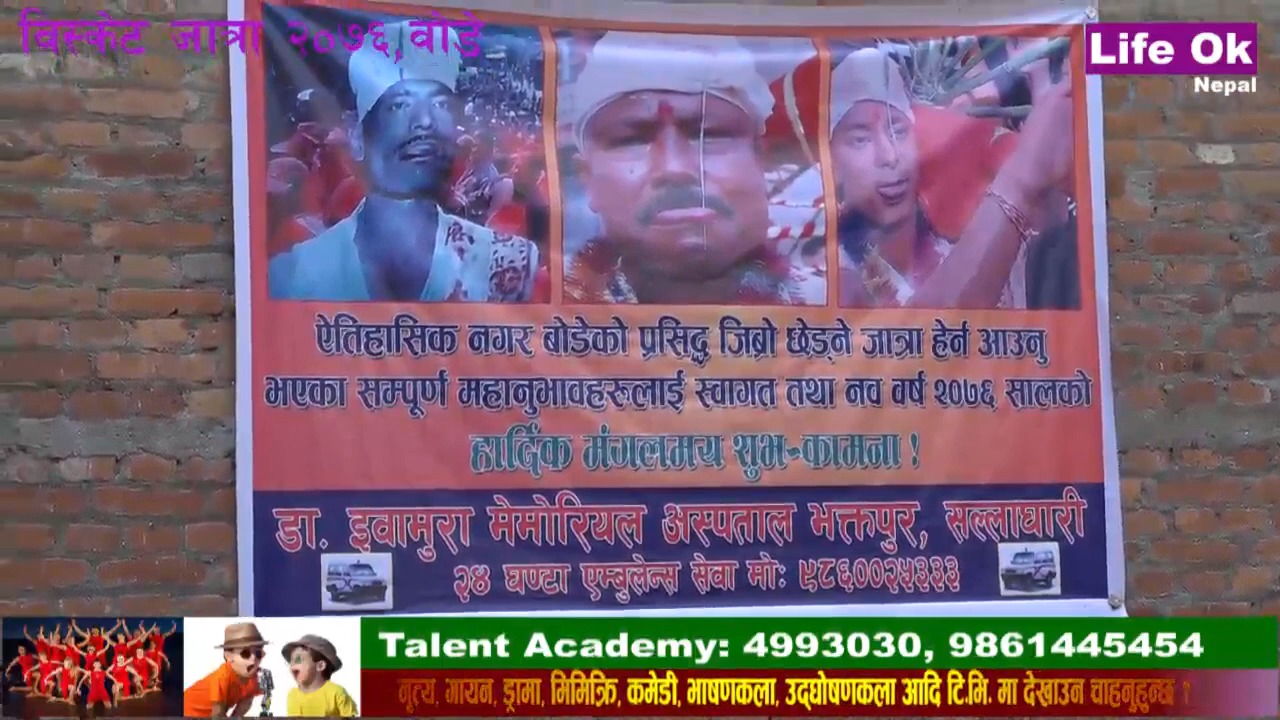 विस्केट जात्रा २०७६,बोडे
Life Ok
Nepal
ऐतिहासिक नगर बोडेको प्रसिद्ध जिब्रो छेड्ने जात्रा हेर्न आउनु
भएका सम्पूर्ण महानुभावहरुलाई स्वागत तथा नव वर्ष २०७६ सालको
हार्दिक मंगलमय शुभ-कामना !
डा. इवामुरा मेमोरियल अस्पताल भक्तपुर, सल्लाघारी
२४ घण्टा एम्बुलेन्स सेवा मो: ९८६००२५३३३
Talent Academy: 4993030, 9861445454
नृत्य, गायन, ड्रामा, मिमिक्रि, कमेडी, भाषणकला, उद्घोषणकला आदि टि.भि. मा देखाउन चाहनुहुन्छ ?